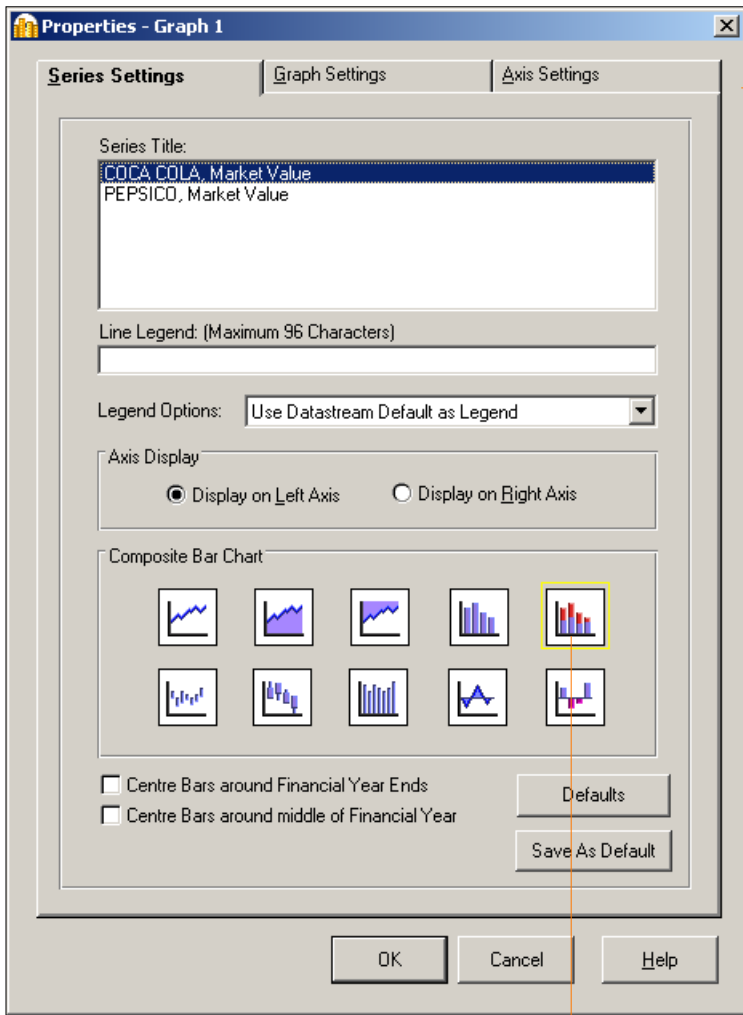 Properties - Graph 1
Series Settings
Graph Settings
Axis Settings
Series Title:
COCA COLA, Market Value
PEPSICO, Market Value
Line Legend: (Maximum 96 Characters)
Legend Options:
Use Datastream Default as Legend
Axis Display
Display on Left Axis
Display on Right Axis
Composite Bar Chart
Centre Bars around Financial Year Ends
Centre Bars around middle of Financial Year
Defaults
Save As Default
OK
Cancel
Help